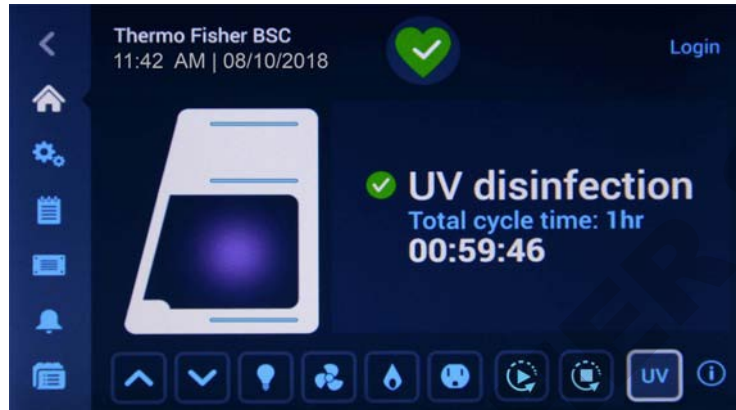 Thermo Fisher BSC
11:42 AM | 08/10/2018
Login
UV disinfection
Total cycle time: 1hr
00:59:46
UV